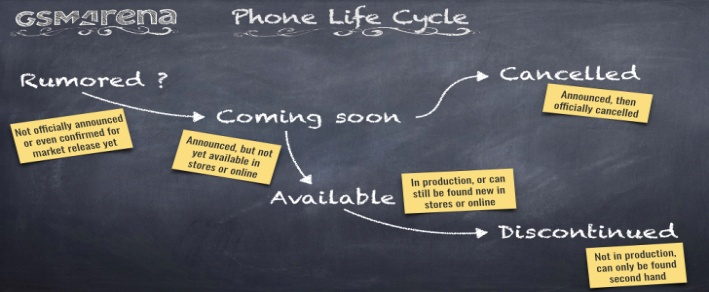 GSMArena
Phone Life Cycle
Rumored ?
Not officially announced
or even confirmed for
market release yet
Coming soon
Announced, but not
yet available in
stores or online
Cancelled
Announced, then
officially cancelled
Available
In production, or can
still be found new in
stores or online
Discontinued
Not in production,
can only be found
second hand